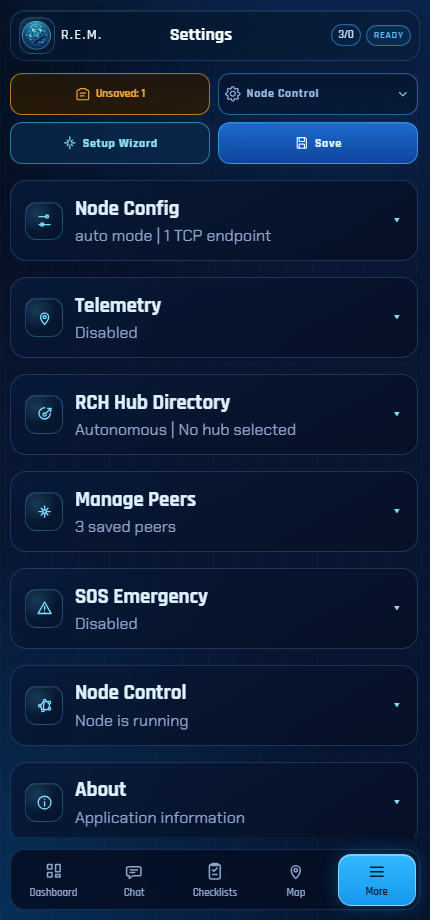 R.E.M.
Settings
3/0
READY
Unsaved: 1
Node Control
Setup Wizard
Save
Node Config
auto mode | 1 TCP endpoint
Telemetry
Disabled
RCH Hub Directory
Autonomous | No hub selected
Manage Peers
3 saved peers
SOS Emergency
Disabled
Node Control
Node is running
About
Application information
Dashboard
Chat
Checklists
Map
More